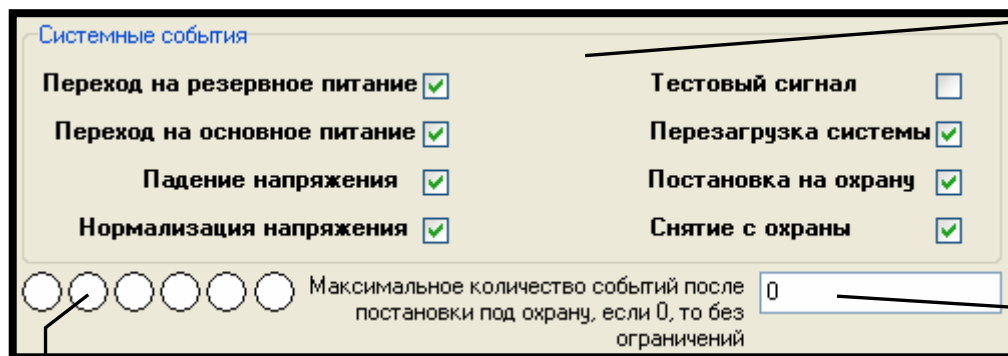 Системные события
Переход на резервное питание
Тестовый сигнал
Переход на основное питание
Перезагрузка системы
Падение напряжения
Постановка на охрану
Нормализация напряжения
Снятие с охраны
Максимальное количество событий после
постановки под охрану, если 0, то без
ограничений
0